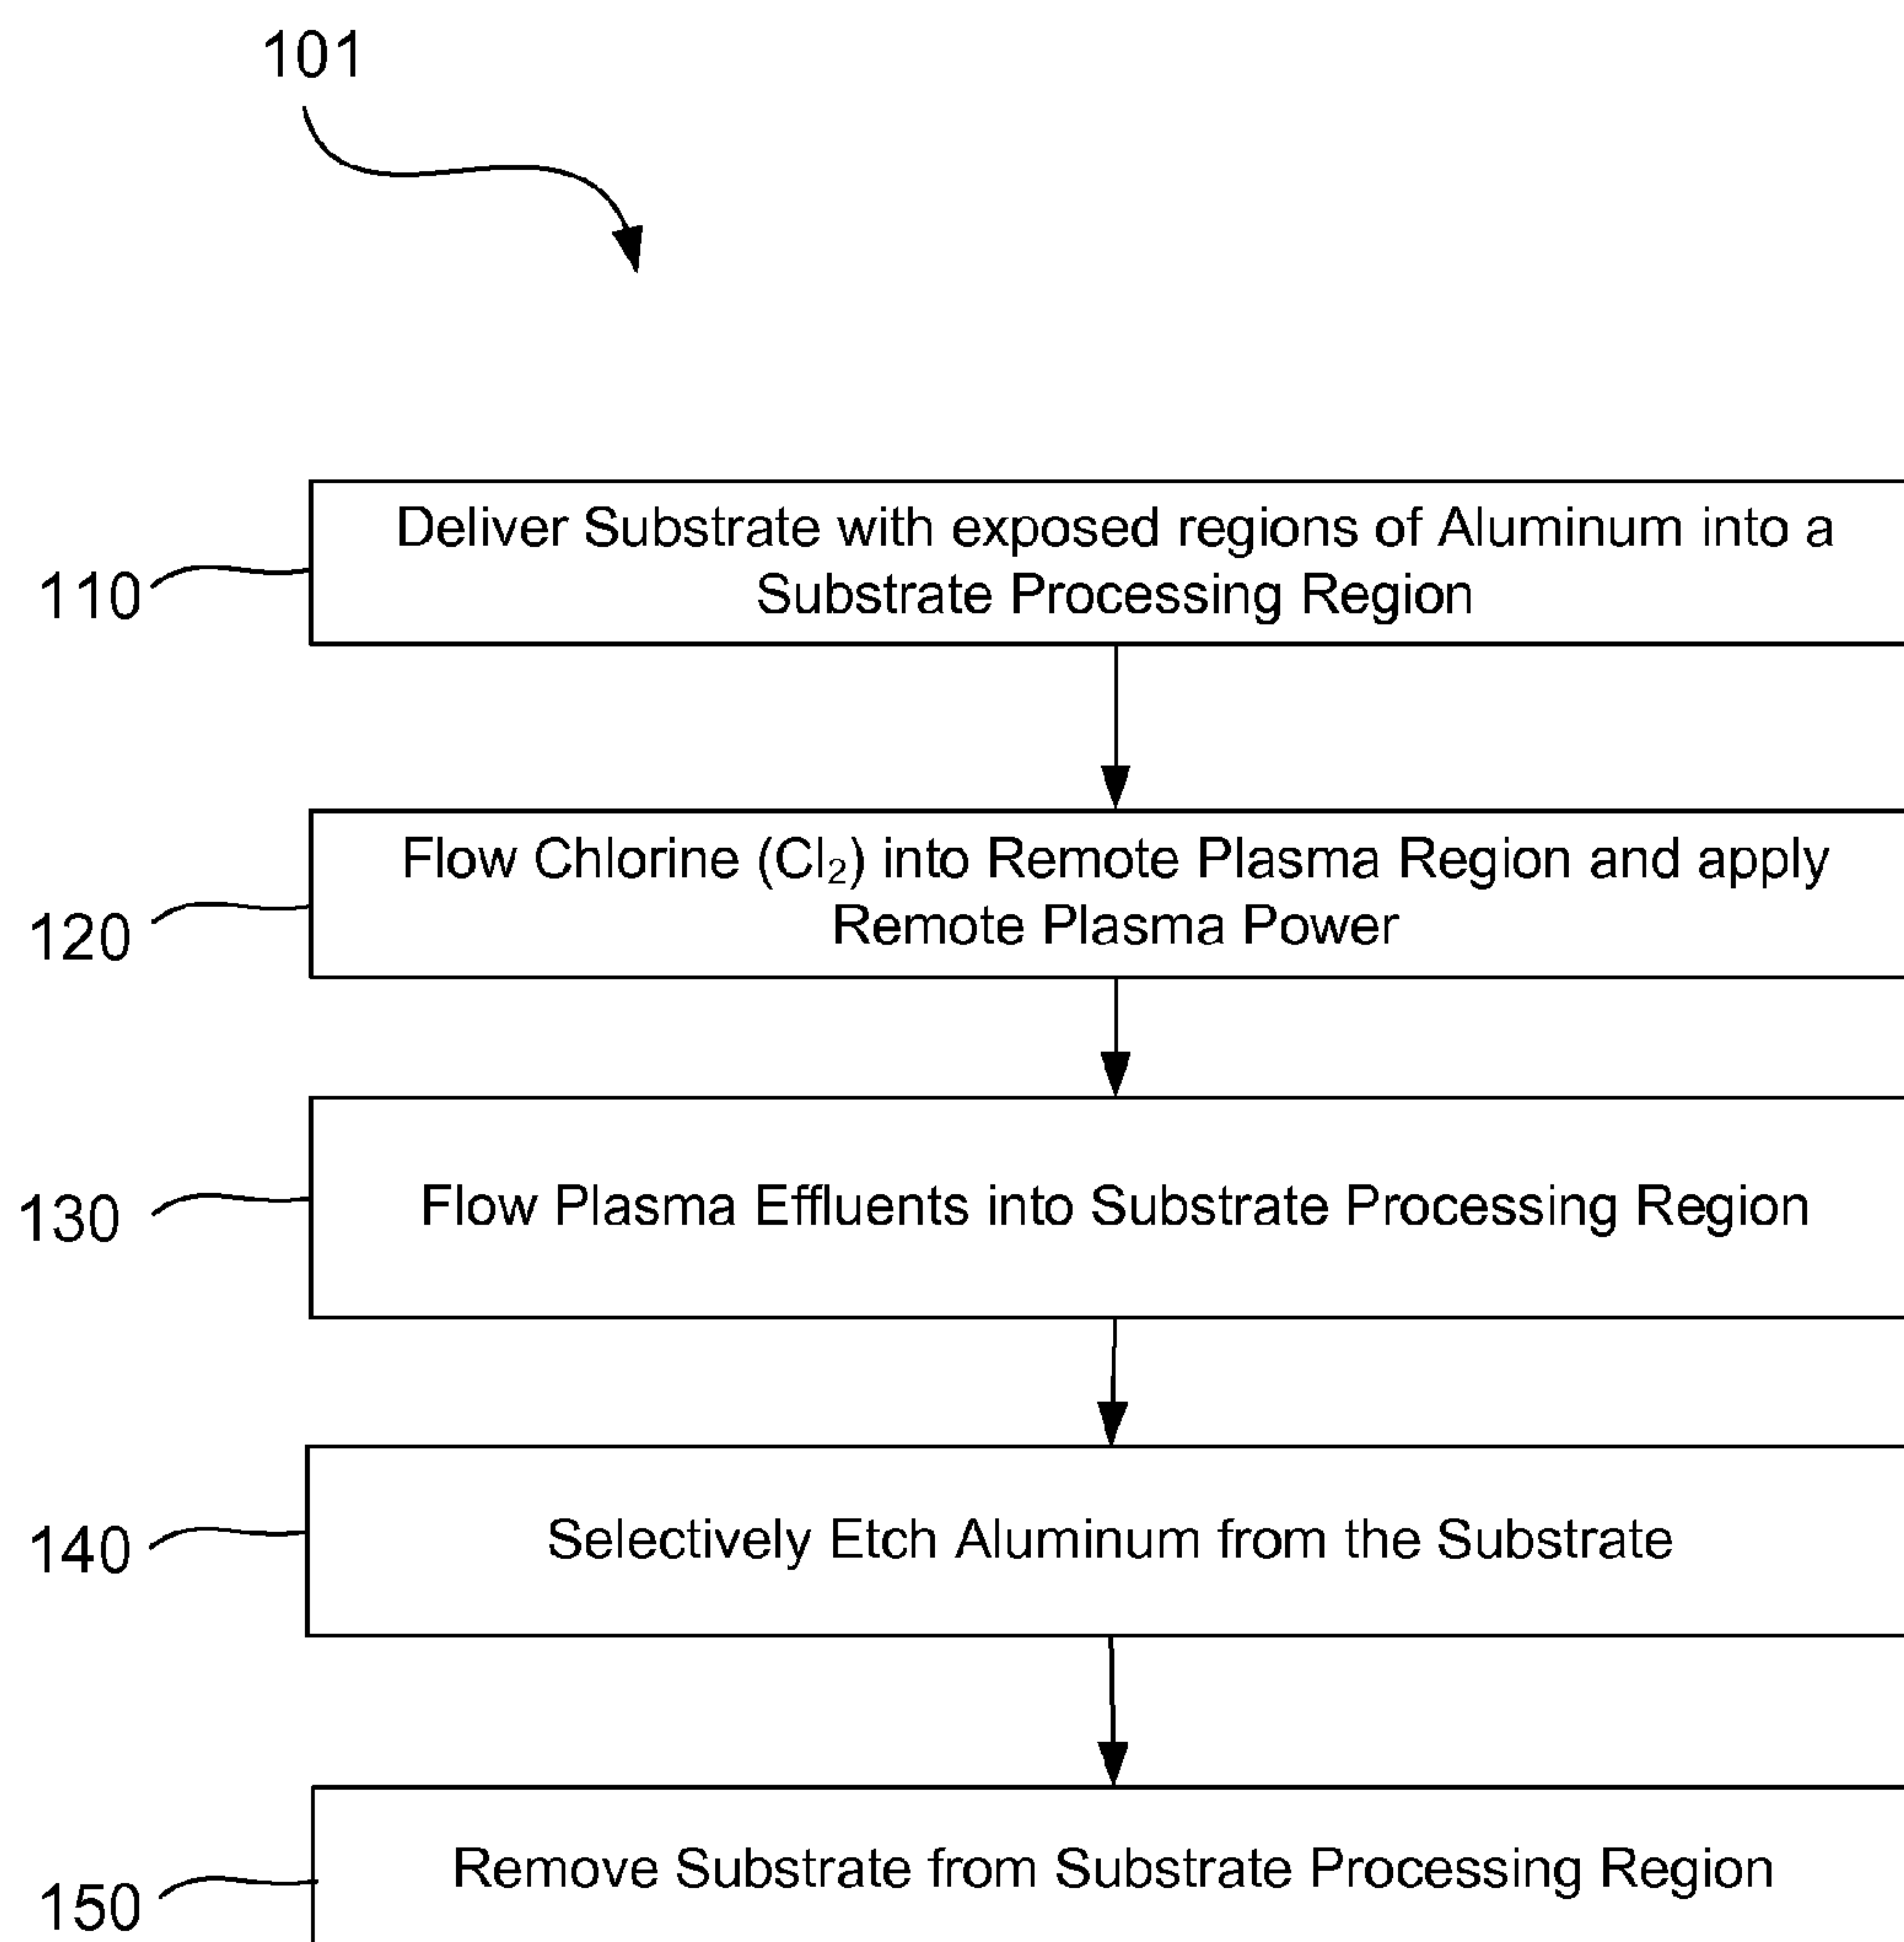 101
Deliver Substrate with exposed regions of Aluminum into a
Substrate Processing Region
110
Flow Chlorine (Cl₂) into Remote Plasma Region and apply
Remote Plasma Power
120
Flow Plasma Effluents into Substrate Processing Region
130
Selectively Etch Aluminum from the Substrate
140
Remove Substrate from Substrate Processing Region
150